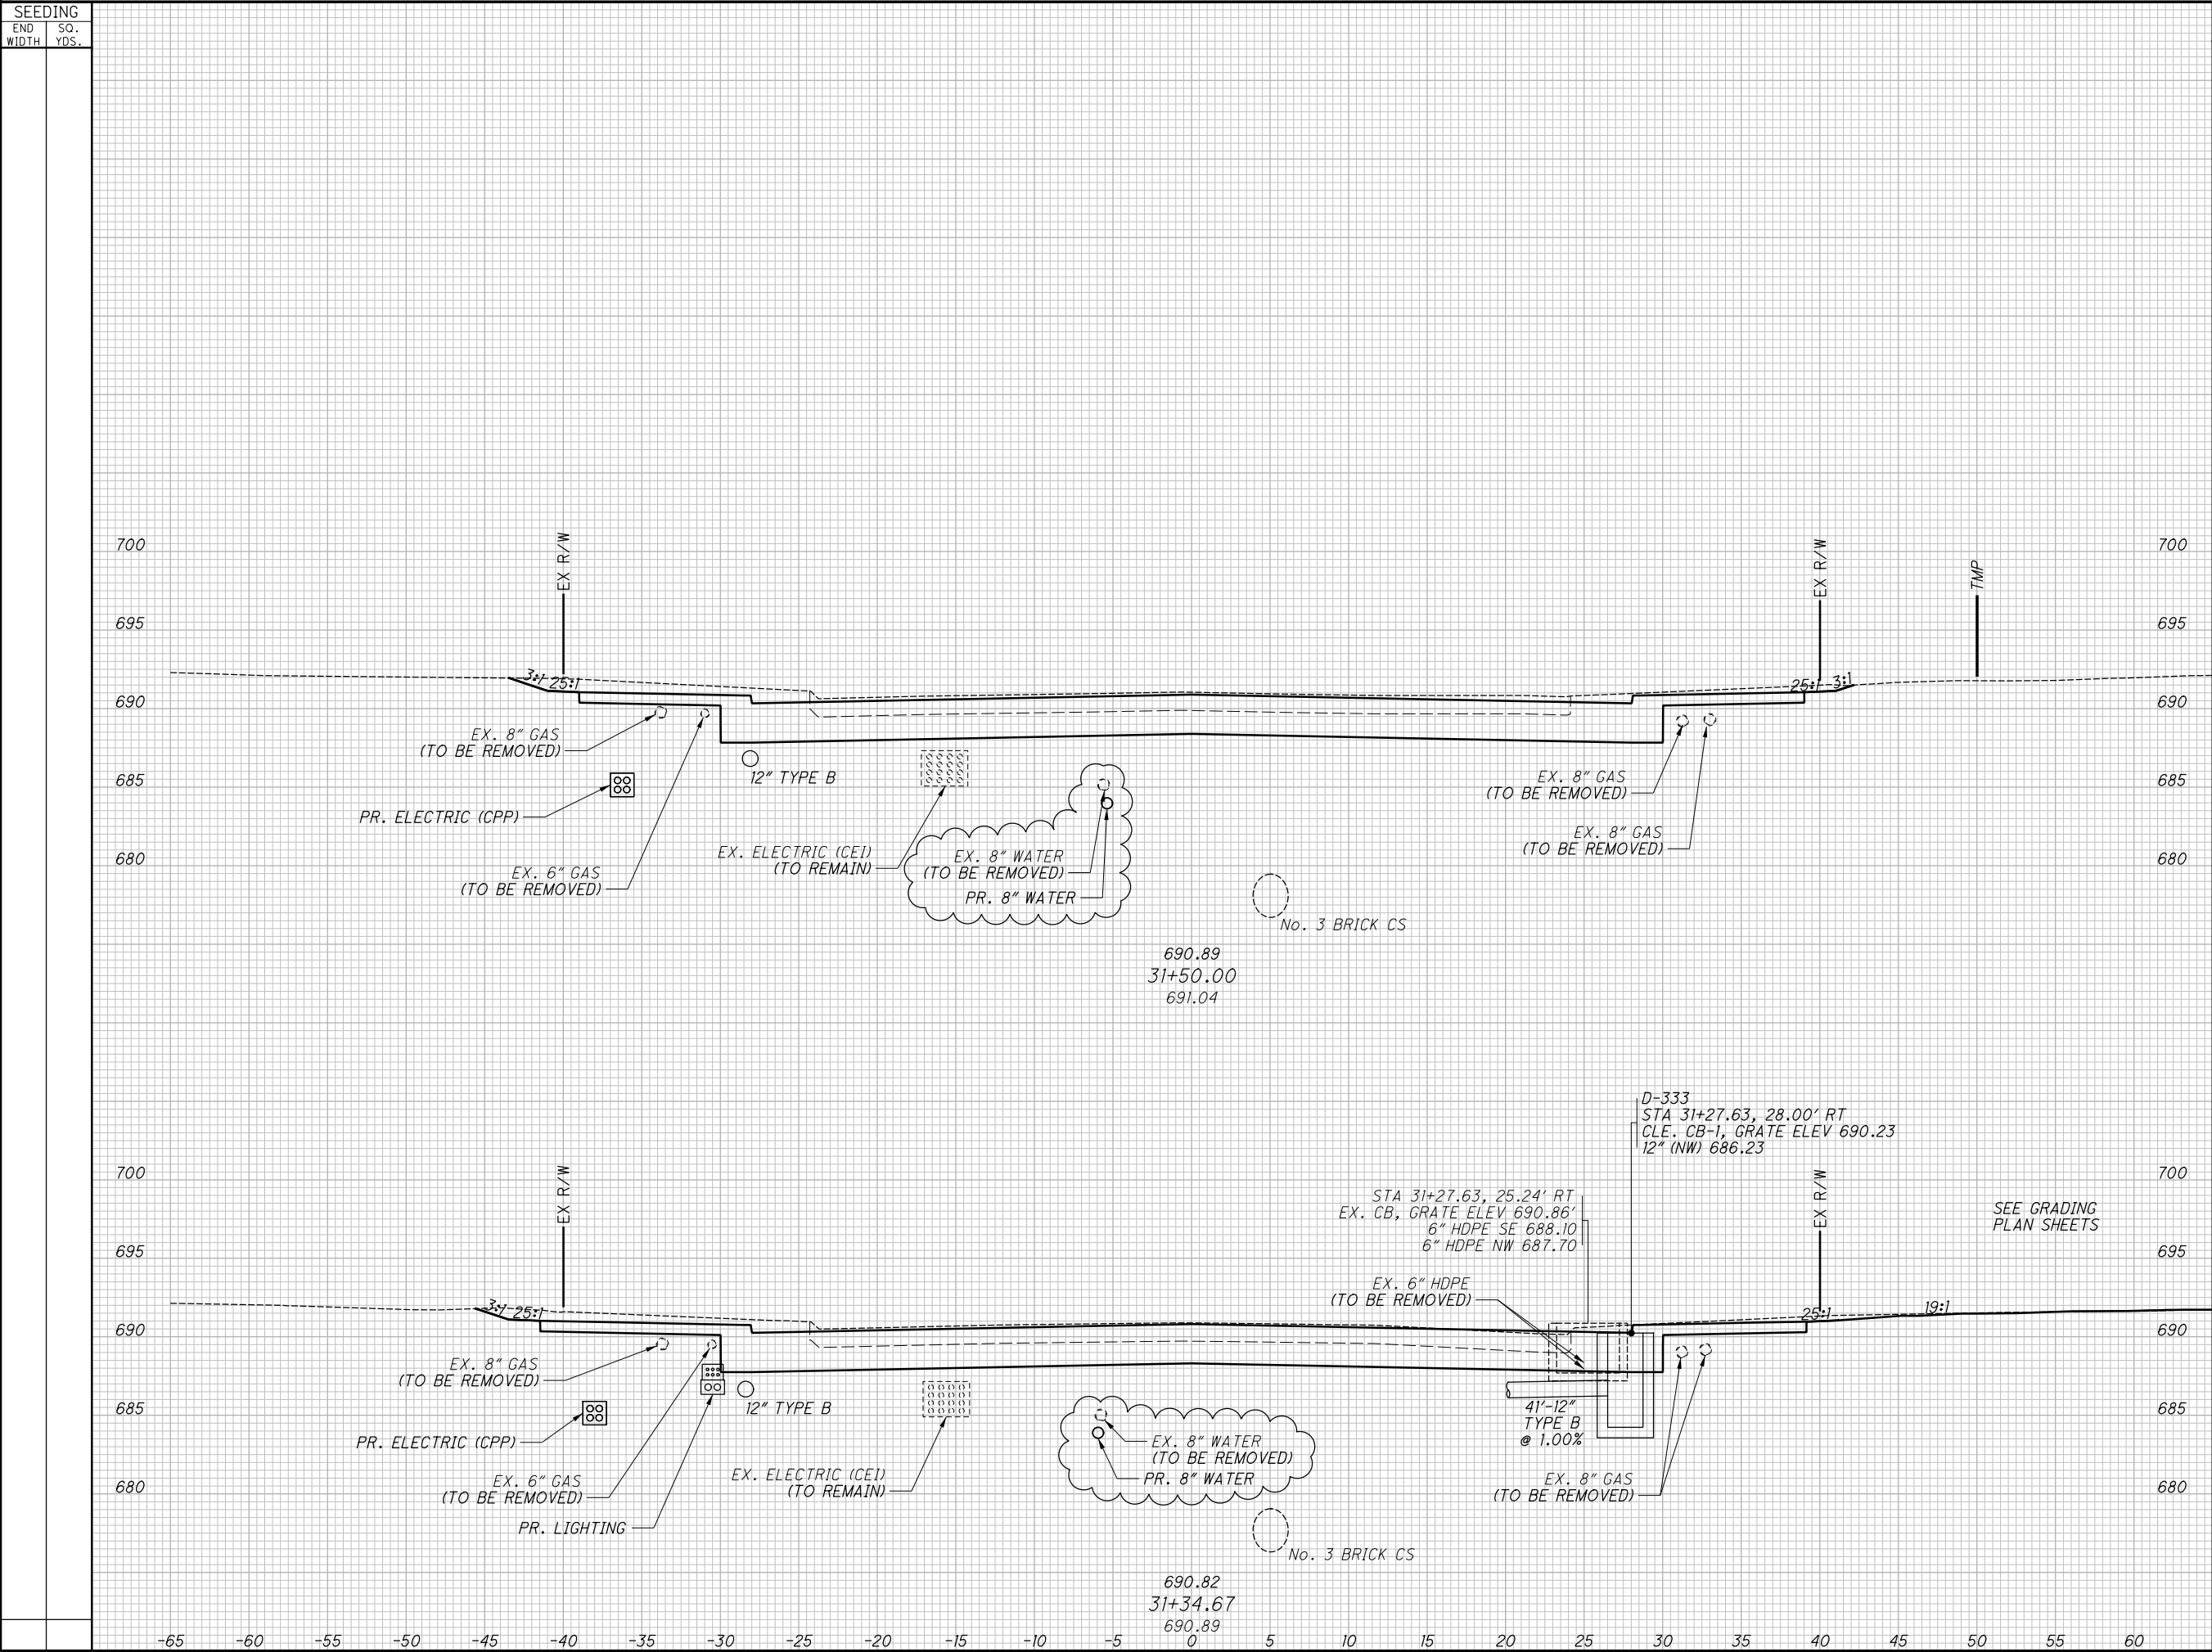 SEEDING
END WIDTH
SQ. YDS.
700
EX R/W
EX R/W
TMP
700
695
695
3:1
25:1
25:1
3:1
690
690
EX. 8" GAS
(TO BE REMOVED)
12" TYPE B
685
EX. 8" GAS
(TO BE REMOVED)
685
PR. ELECTRIC (CPP)
EX. 8" GAS
(TO BE REMOVED)
EX. ELECTRIC (CEI)
(TO REMAIN)
EX. 8" WATER
(TO BE REMOVED)
680
680
EX. 6" GAS
(TO BE REMOVED)
PR. 8" WATER
No. 3 BRICK CS
690.89
31+50.00
691.04
D-333
STA 31+27.63, 28.00' RT
CLE. CB-1, GRATE ELEV 690.23
12" (NW) 686.23
700
EX R/W
EX R/W
700
STA 31+27.63, 25.24' RT
EX. CB, GRATE ELEV 690.86'
6" HDPE SE 688.10
6" HDPE NW 687.70
SEE GRADING
PLAN SHEETS
695
695
EX. 6" HDPE
(TO BE REMOVED)
3:1
25:1
25:1
19:1
690
690
EX. 8" GAS
(TO BE REMOVED)
685
12" TYPE B
41'-12"
TYPE B
@ 1.00%
685
PR. ELECTRIC (CPP)
EX. 8" WATER
(TO BE REMOVED)
PR. 8" WATER
EX. ELECTRIC (CEI)
(TO REMAIN)
EX. 6" GAS
(TO BE REMOVED)
EX. 8" GAS
(TO BE REMOVED)
680
680
PR. LIGHTING
No. 3 BRICK CS
690.82
31+34.67
690.89
-65 -60 -55 -50 -45 -40 -35 -30 -25 -20 -15 -10 -5 0 5 10 15 20 25 30 35 40 45 50 55 60